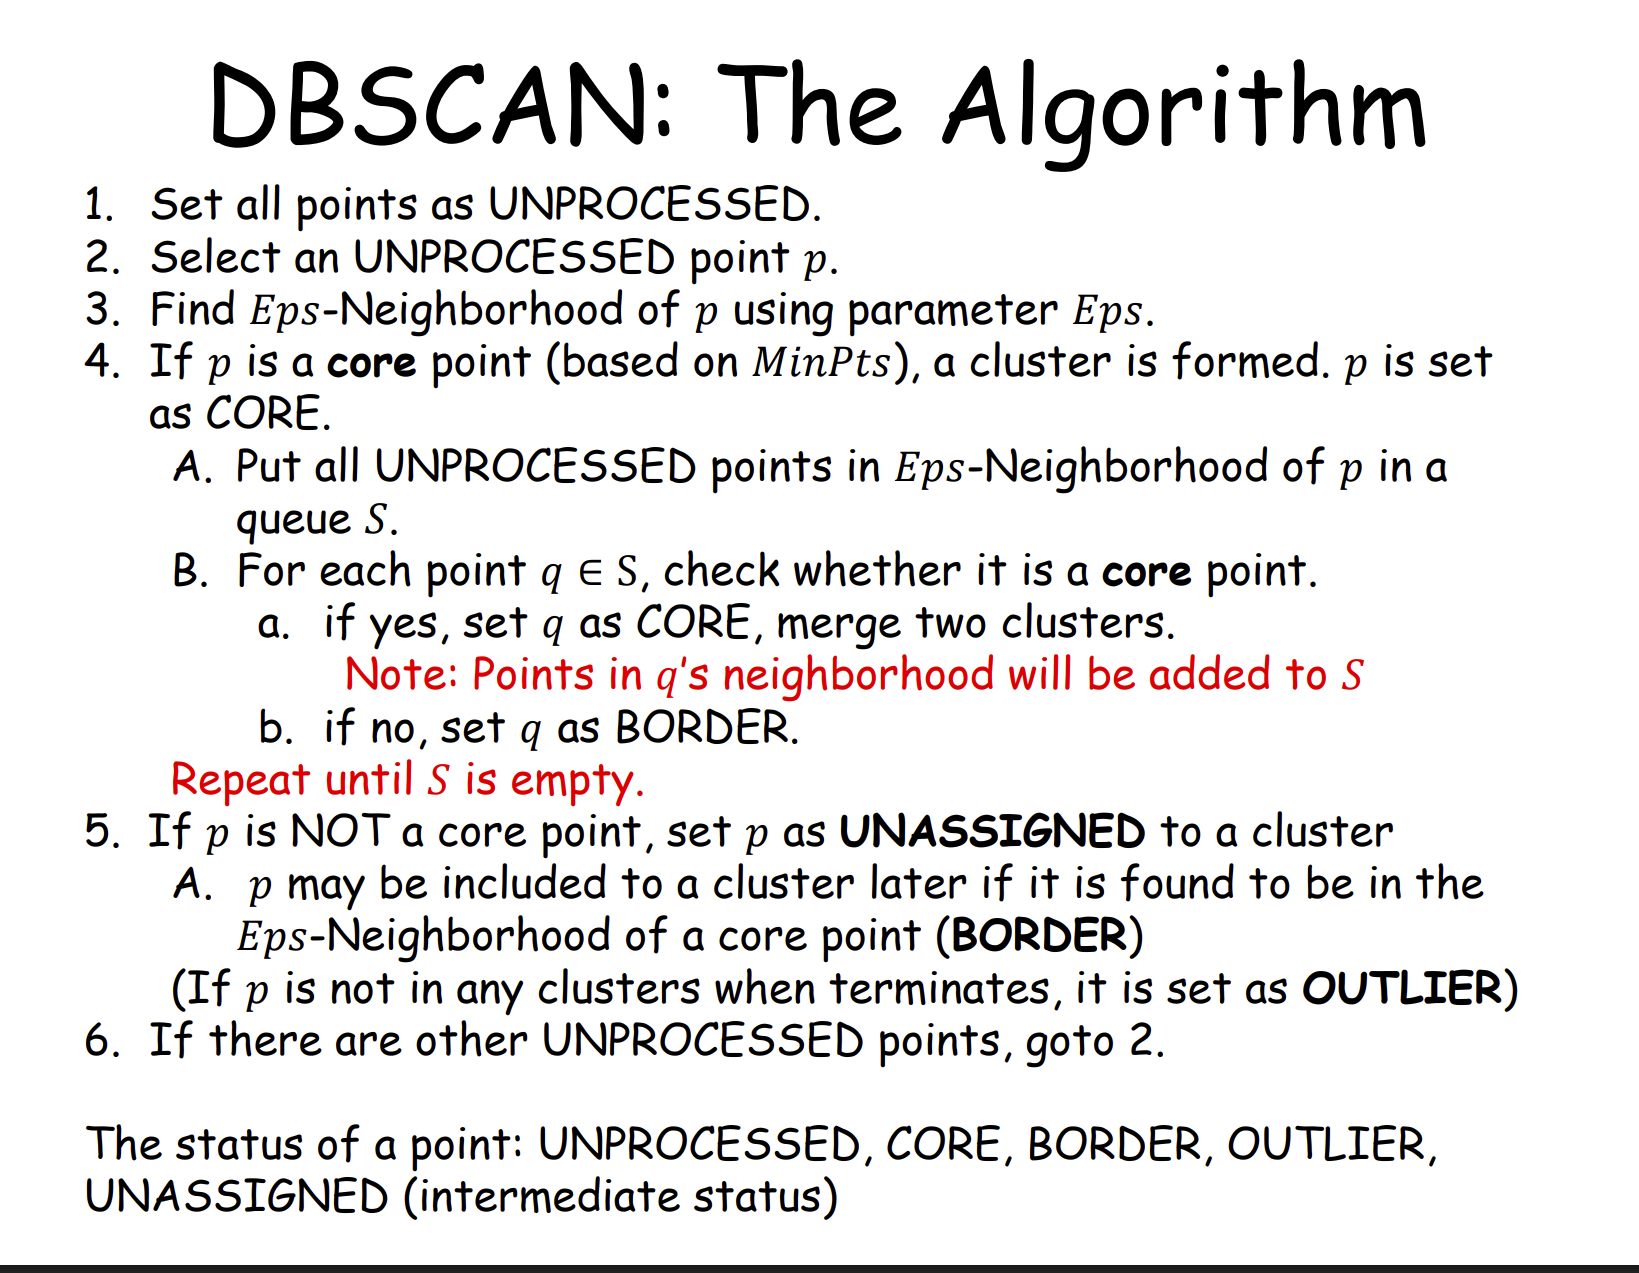 DBSCAN: The Algorithm
1. Set all points as UNPROCESSED.
2. Select an UNPROCESSED point p.
3. Find Eps-Neighborhood of p using parameter Eps.
4. If p is a core point (based on MinPts), a cluster is formed. p is set
as CORE.
A. Put all UNPROCESSED points in Eps-Neighborhood of p in a
queue S.
B. For each point q ∈ S, check whether it is a core point.
a. if yes, set q as CORE, merge two clusters.
Note: Points in q's neighborhood will be added to S
b. if no, set q as BORDER.
Repeat until S is empty.
5. If p is NOT a core point, set p as UNASSIGNED to a cluster
A. p may be included to a cluster later if it is found to be in the
Eps-Neighborhood of a core point (BORDER)
(If p is not in any clusters when terminates, it is set as OUTLIER)
6. If there are other UNPROCESSED points, goto 2.
The status of a point: UNPROCESSED, CORE, BORDER, OUTLIER,
UNASSIGNED (intermediate status)